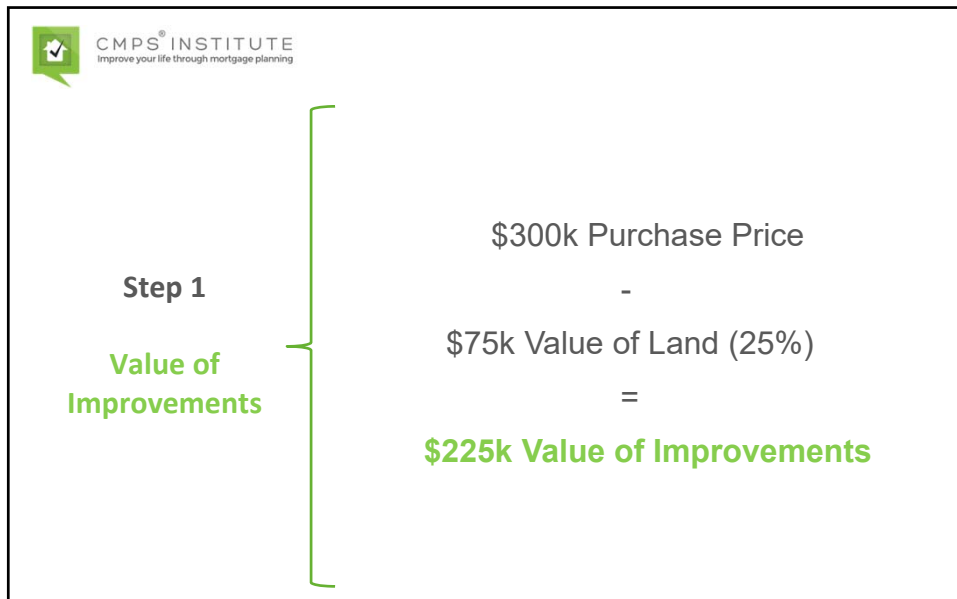 CMPS® INSTITUTE
Improve your life through mortgage planning
Step 1
Value of
Improvements
$300k Purchase Price
-
$75k Value of Land (25%)
=
$225k Value of Improvements